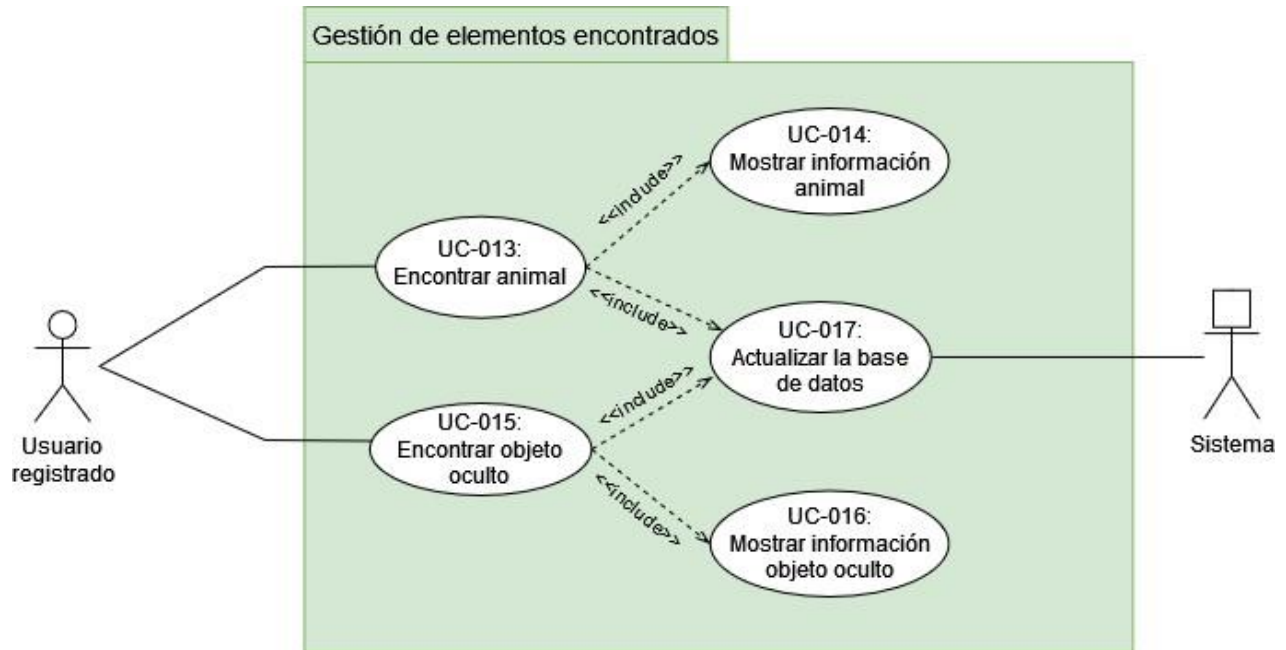 Gestión de elementos encontrados
UC-014:
Mostrar información
animal
<<include>>
UC-013:
Encontrar animal
<<include>>
UC-017:
Actualizar la base
de datos
<<include>>
UC-015:
Encontrar objeto
oculto
<<include>>
UC-016:
Mostrar información
objeto oculto
Usuario
registrado
Sistema